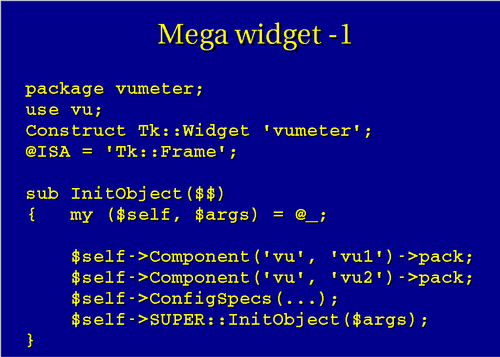 Mega widget -1
package vumeter;
use vu;
Construct Tk::Widget 'vumeter';
@ISA = 'Tk::Frame';
sub InitObject($$)
{   my ($self, $args) = @_;
    $self->Component('vu', 'vu1')->pack;
    $self->Component('vu', 'vu2')->pack;
    $self->ConfigSpecs(...);
    $self->SUPER::InitObject($args);
}